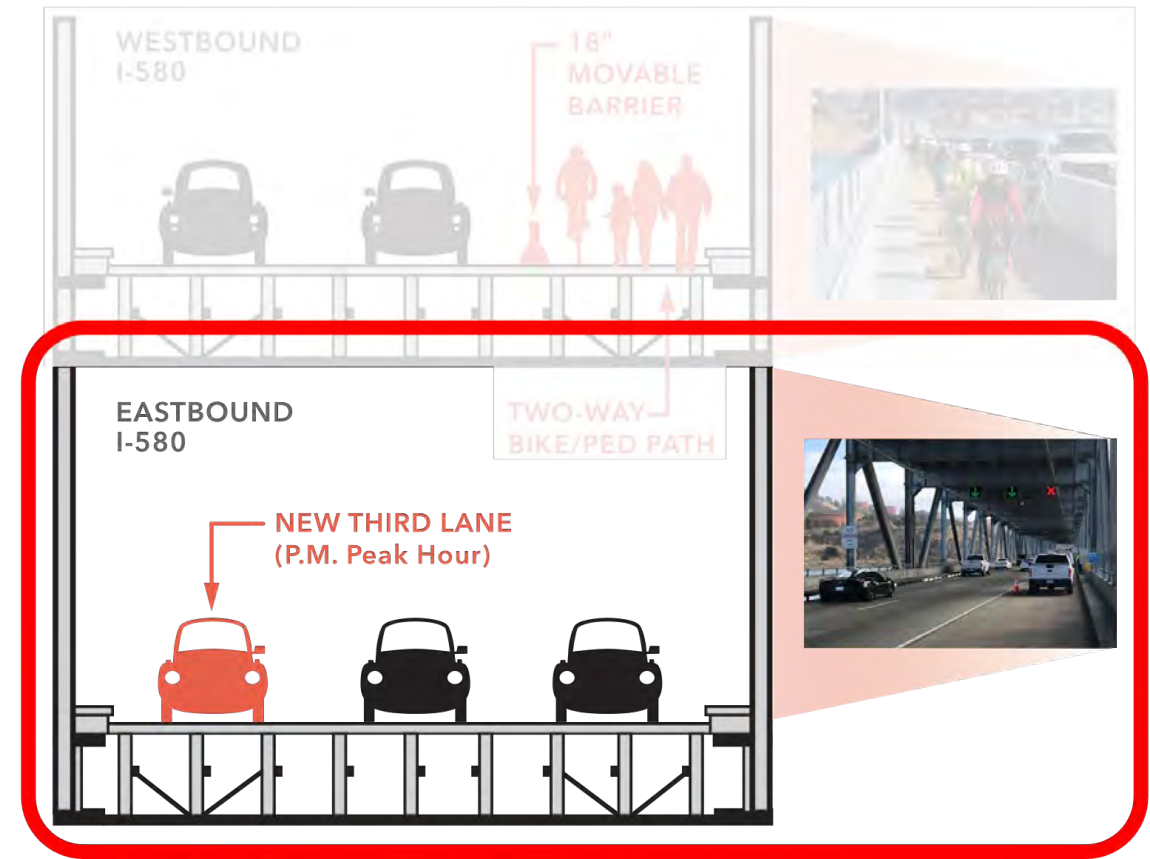 WESTBOUND
I-580
18"
MOVABLE
BARRIER
EASTBOUND
I-580
TWO-WAY
BIKE/PED PATH
NEW THIRD LANE
(P.M. Peak Hour)